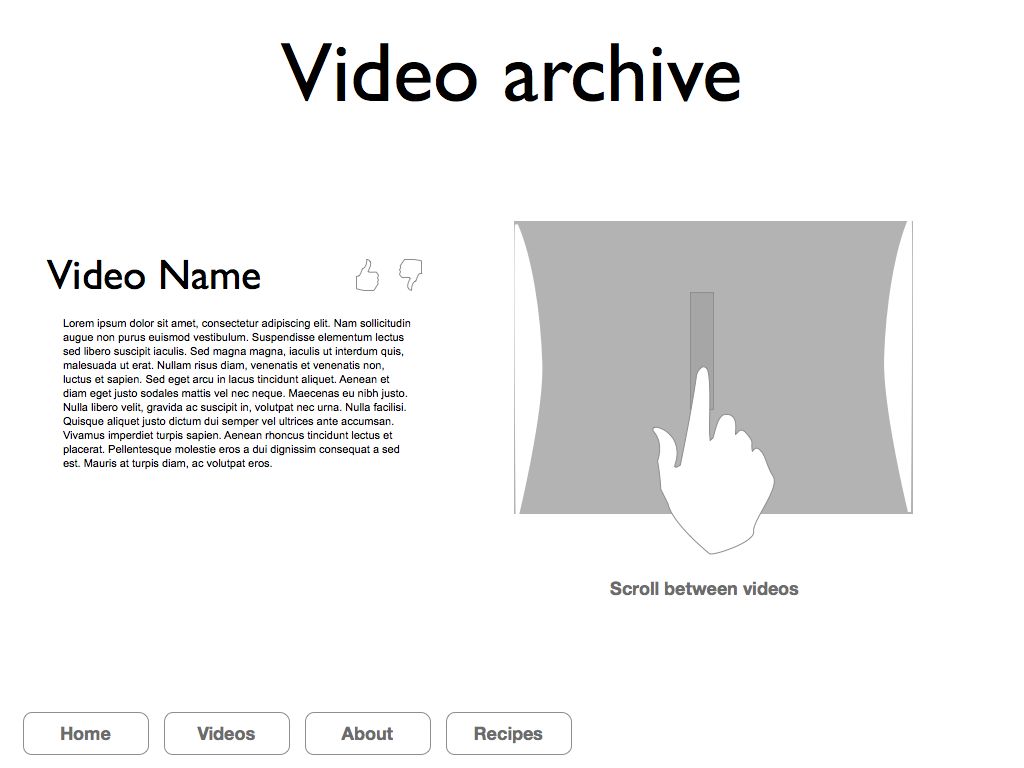 Video archive
Video Name
Lorem ipsum dolor sit amet, consectetur adipiscing elit. Nam sollicitudin
augue non purus euismod vestibulum. Suspendisse elementum lectus
sed libero suscipit iaculis. Sed magna magna, iaculis ut interdum quis,
malesuada ut erat. Nullam risus diam, venenatis et venenatis non,
luctus et sapien. Sed eget arcu in lacus tincidunt aliquet. Aenean et
diam eget justo sodales mattis vel nec neque. Maecenas eu nibh justo.
Nulla libero velit, gravida ac suscipit in, volutpat nec urna. Nulla facilisi.
Quisque aliquet justo dictum dui semper vel ultrices ante accumsan.
Vivamus imperdiet turpis sapien. Aenean rhoncus tincidunt lectus et
placerat. Pellentesque molestie eros a dui dignissim consequat a sed
est. Mauris at turpis diam, ac volutpat eros.
Scroll between videos
Home
Videos
About
Recipes